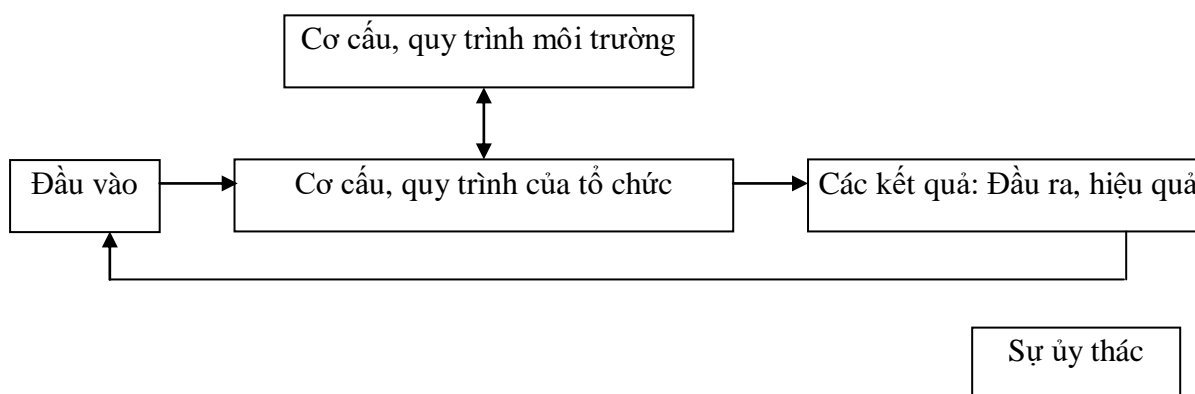 Cơ cấu, quy trình môi trường
Đầu vào
Cơ cấu, quy trình của tổ chức
Các kết quả: Đầu ra, hiệu quả
Sự ủy thác